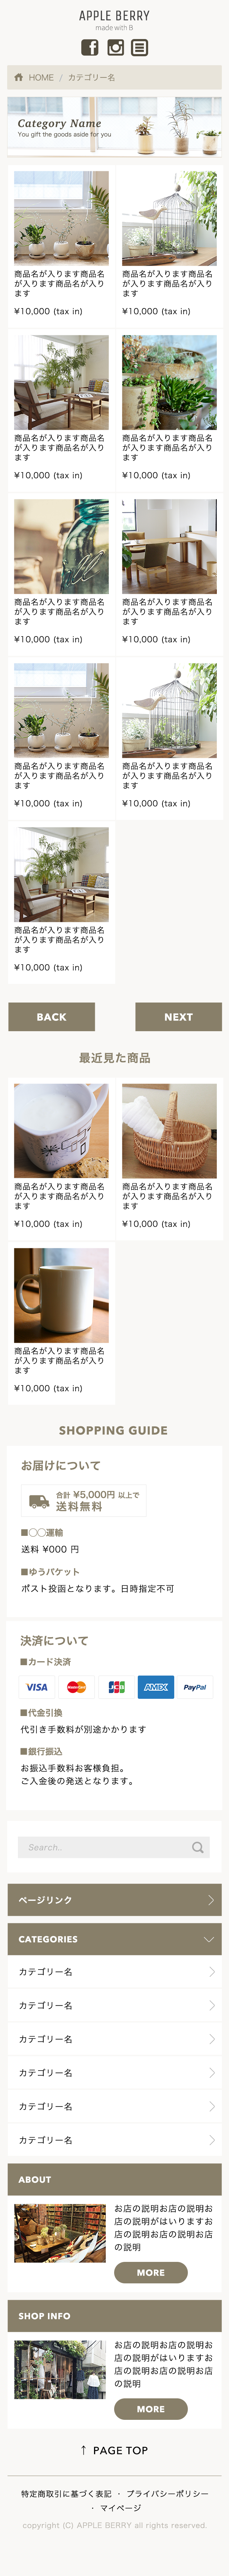 APPLE BERRY
made with B
HOME / カテゴリー名
Category Name
You gift the goods aside for you
商品名が入ります商品名
が入ります商品名が入り
ます
¥10,000 (tax in)
商品名が入ります商品名
が入ります商品名が入り
ます
¥10,000 (tax in)
商品名が入ります商品名
が入ります商品名が入り
ます
¥10,000 (tax in)
商品名が入ります商品名
が入ります商品名が入り
ます
¥10,000 (tax in)
商品名が入ります商品名
が入ります商品名が入り
ます
¥10,000 (tax in)
商品名が入ります商品名
が入ります商品名が入り
ます
¥10,000 (tax in)
商品名が入ります商品名
が入ります商品名が入り
ます
¥10,000 (tax in)
商品名が入ります商品名
が入ります商品名が入り
ます
¥10,000 (tax in)
商品名が入ります商品名
が入ります商品名が入り
ます
¥10,000 (tax in)
BACK
NEXT
最近見た商品
商品名が入ります商品名
が入ります商品名が入り
ます
¥10,000 (tax in)
商品名が入ります商品名
が入ります商品名が入り
ます
¥10,000 (tax in)
商品名が入ります商品名
が入ります商品名が入り
ます
¥10,000 (tax in)
SHOPPING GUIDE
お届けについて
合計 ¥5,000円 以上で
送料無料
■〇〇運輸
送料 ¥000 円
■ゆうパケット
ポスト投函となります。日時指定不可
決済について
■カード決済
VISA MasterCard JCB AMEX PayPal
■代金引換
代引き手数料が別途かかります
■銀行振込
お振込手数料お客様負担。
ご入金後の発送となります。
Search..
ページリンク
CATEGORIES
カテゴリー名
カテゴリー名
カテゴリー名
カテゴリー名
カテゴリー名
カテゴリー名
ABOUT
お店の説明お店の説明お
店の説明がはいりますお
店の説明お店の説明お店
の説明
MORE
SHOP INFO
お店の説明お店の説明お
店の説明がはいりますお
店の説明お店の説明お店
の説明
MORE
↑ PAGE TOP
特定商取引に基づく表記 ・ プライバシーポリシー
・ マイページ
copyright (C) APPLE BERRY all rights reserved.